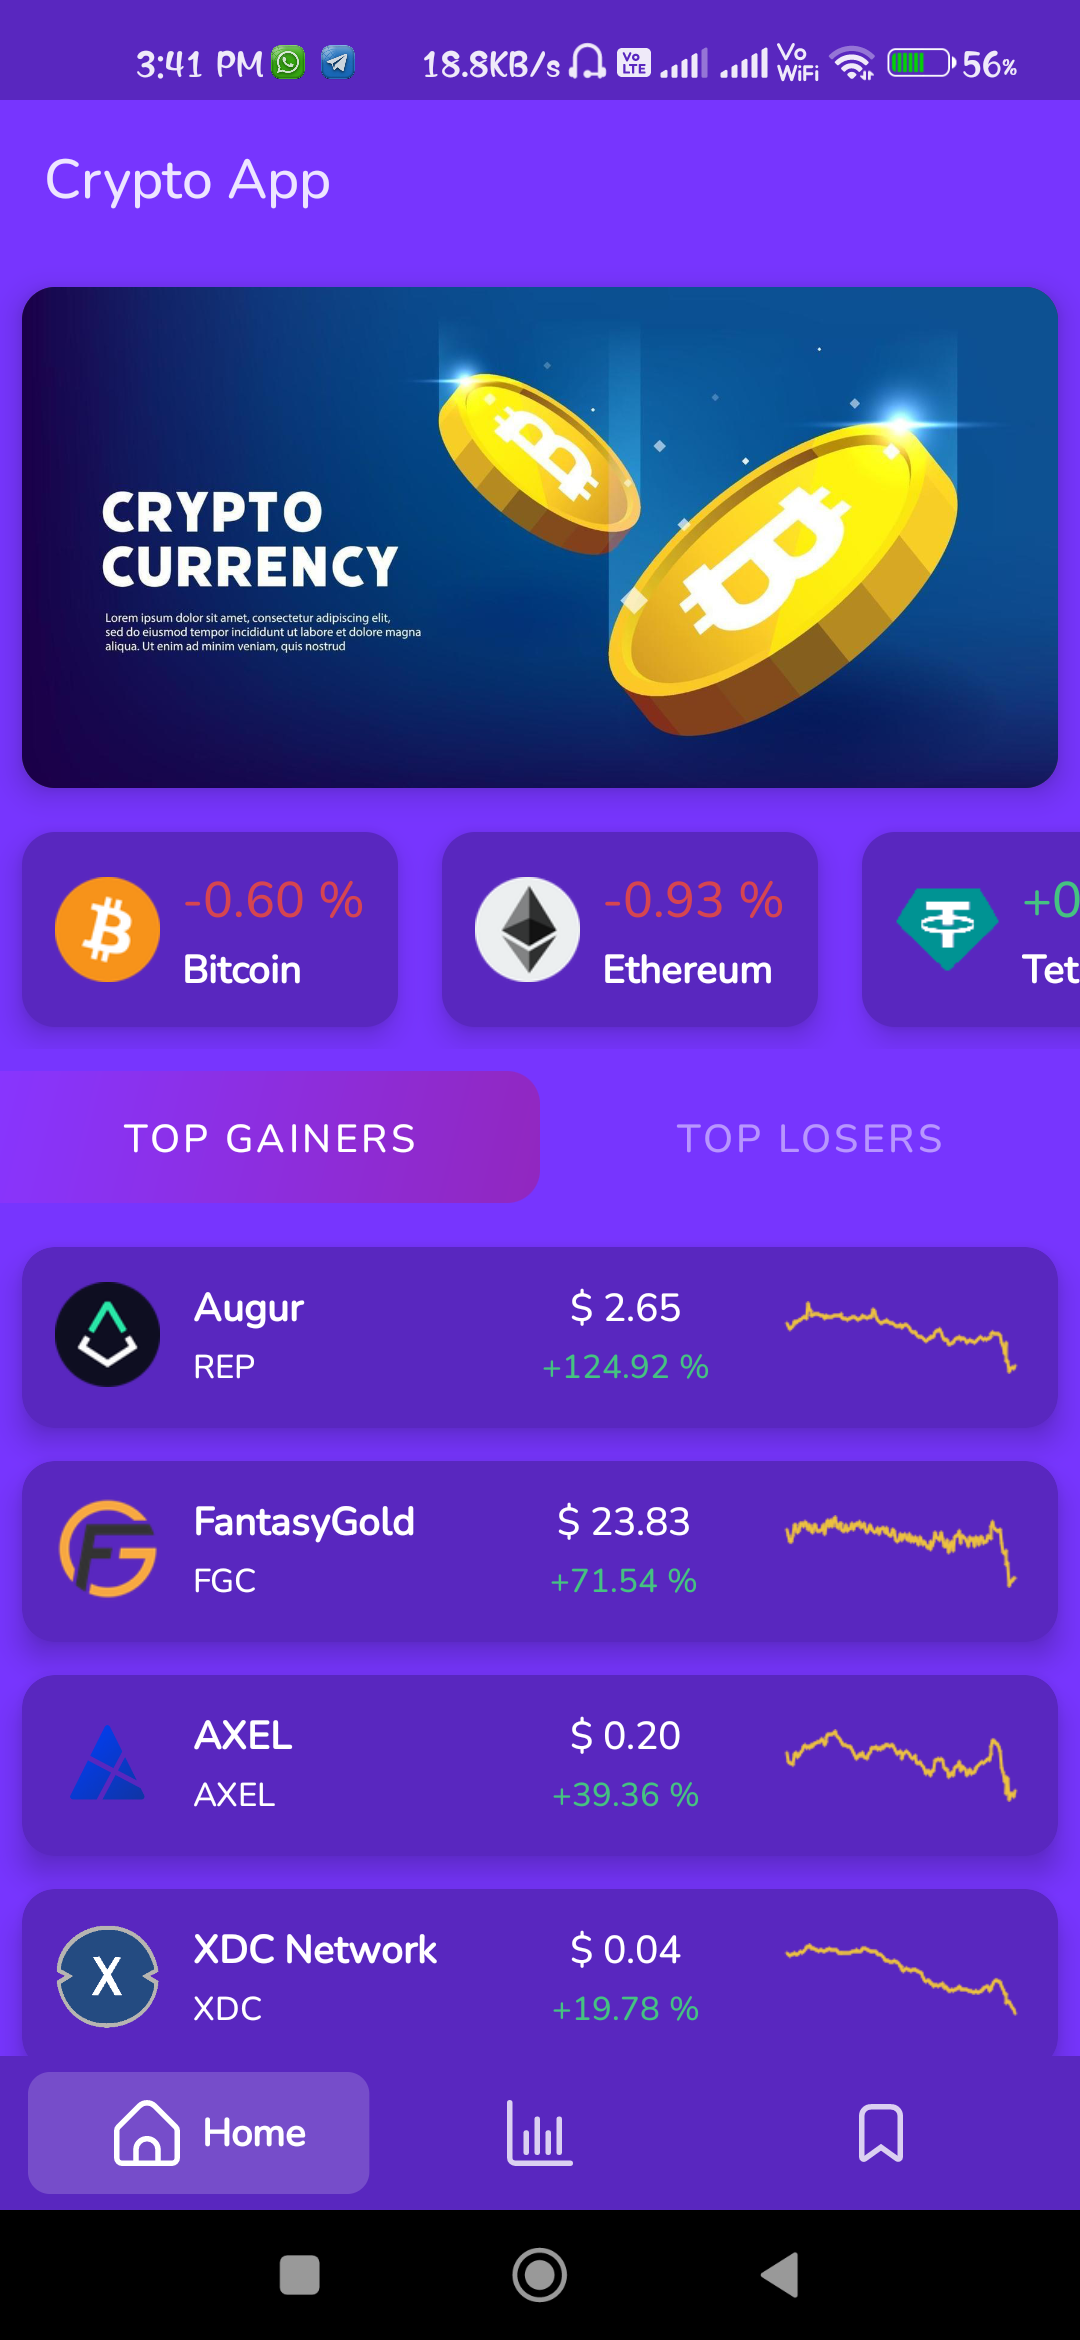 3:41 PM 18.8KB/s Vo LTE Vo WiFi 56%
Crypto App
CRYPTO
CURRENCY
Lorem ipsum dolor sit amet, consectetur adipiscing elit,
sed do eiusmod tempor incididunt ut labore et dolore magna
aliqua. Ut enim ad minim veniam, quis nostrud
-0.60 %
Bitcoin
-0.93 %
Ethereum
+0
Tet
TOP GAINERS
TOP LOSERS
Augur
REP
$ 2.65
+124.92 %
FantasyGold
FGC
$ 23.83
+71.54 %
AXEL
AXEL
$ 0.20
+39.36 %
X
XDC Network
XDC
$ 0.04
+19.78 %
Home